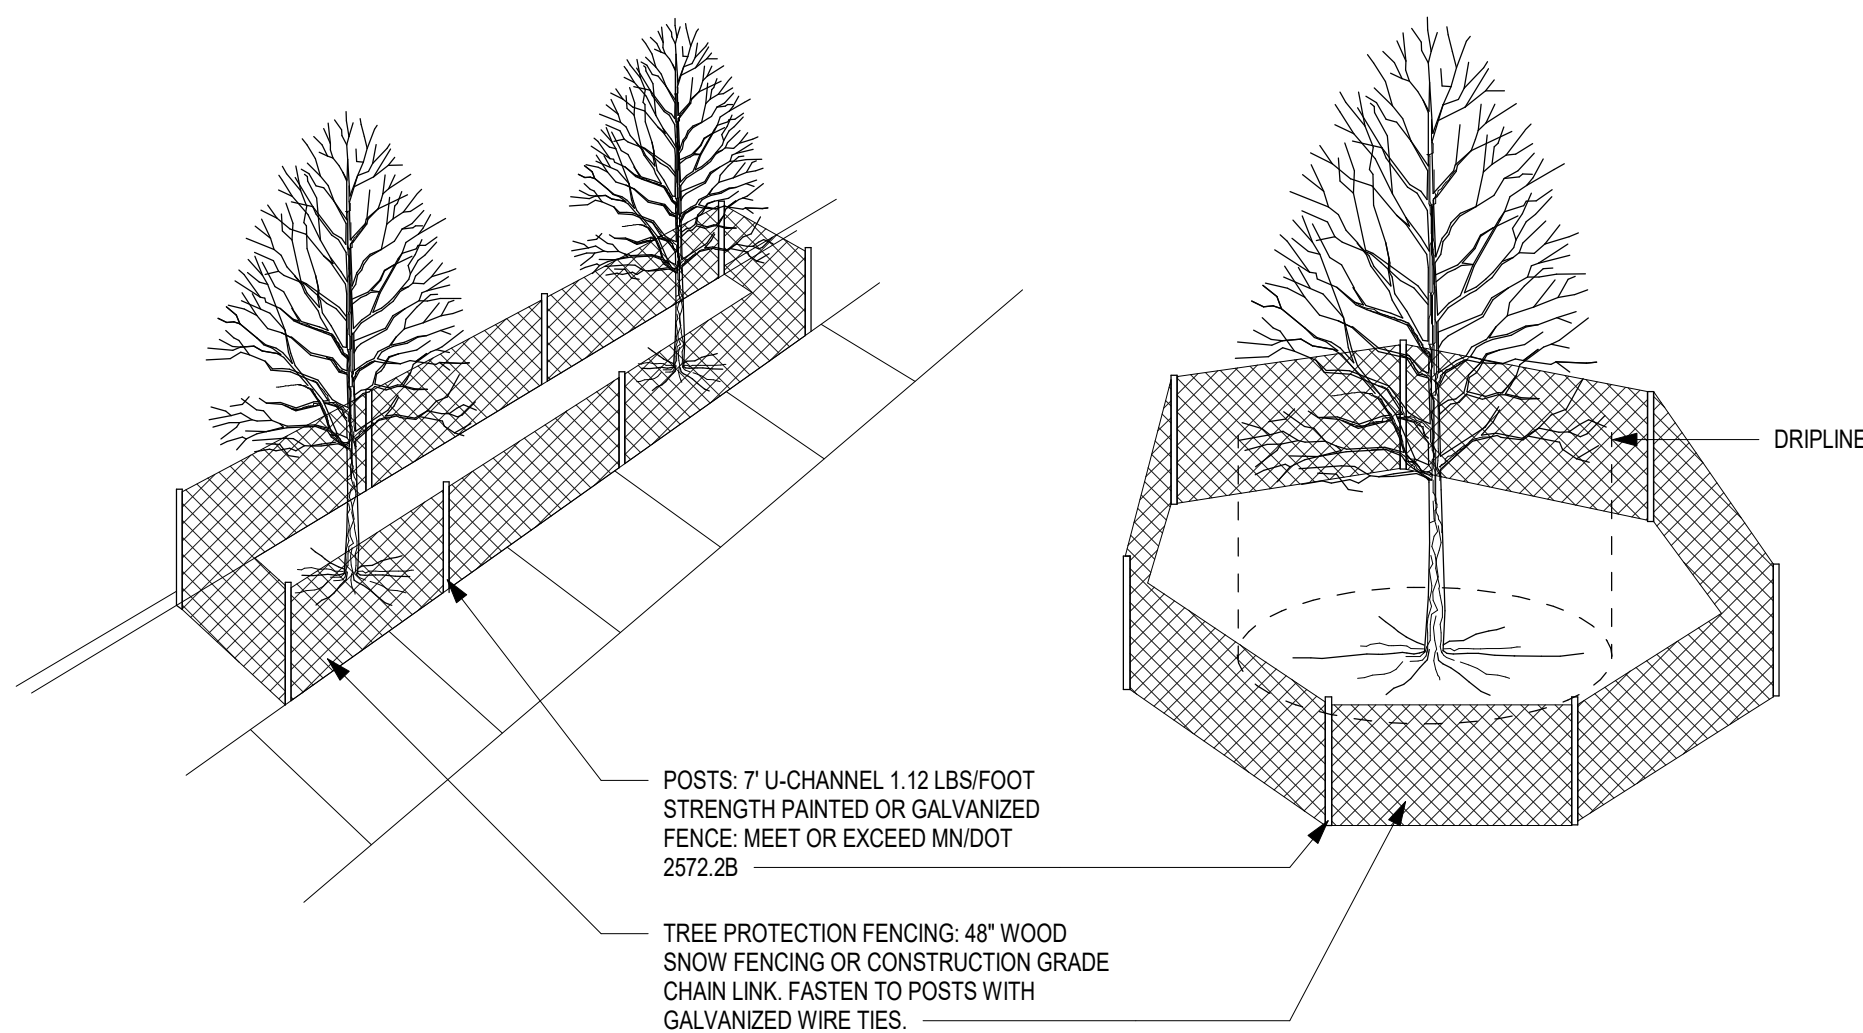 DRIPLINE
POSTS: 7' U-CHANNEL 1.12 LBS/FOOT
STRENGTH PAINTED OR GALVANIZED
FENCE: MEET OR EXCEED MN/DOT
2572.2B
TREE PROTECTION FENCING: 48" WOOD
SNOW FENCING OR CONSTRUCTION GRADE
CHAIN LINK. FASTEN TO POSTS WITH
GALVANIZED WIRE TIES.